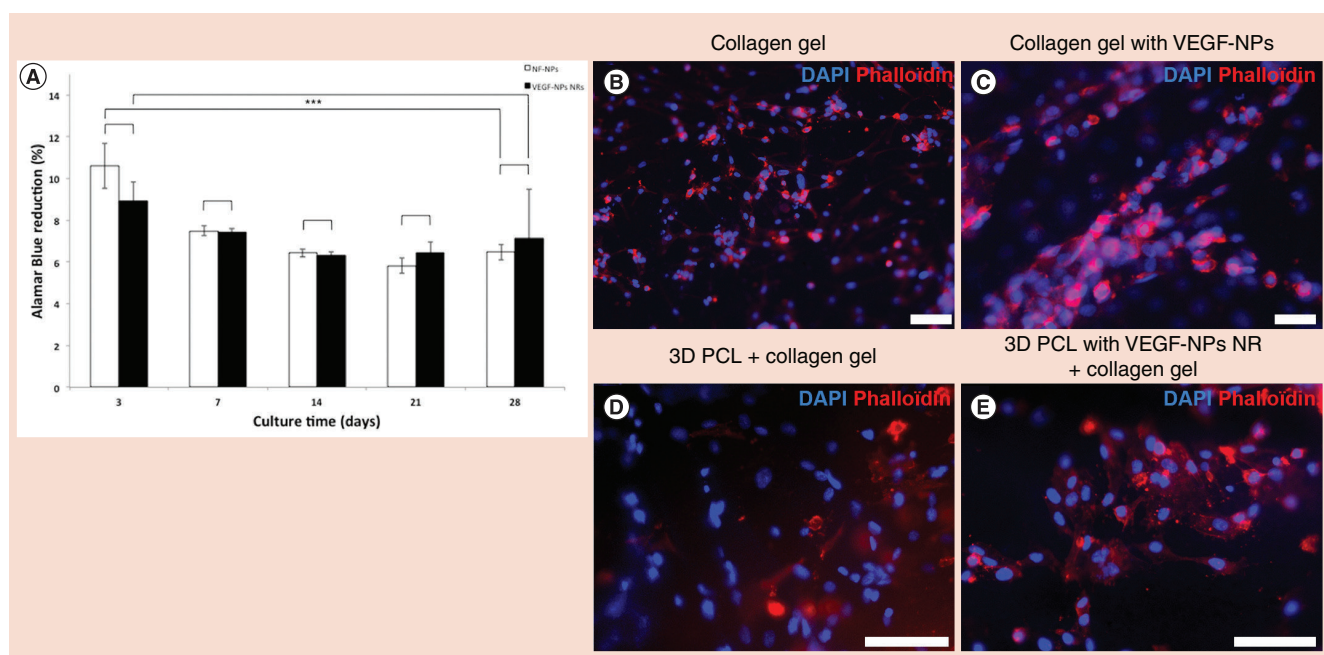 Collagen gel
Collagen gel with VEGF-NPs
A
NF-NPs
VEGF-NPs NRs
***
Alamar Blue reduction (%)
14
12
10
8
6
4
2
0
3 7 14 21 28
Culture time (days)
B
DAPI Phalloïdin
C
DAPI Phalloïdin
3D PCL + collagen gel
3D PCL with VEGF-NPs NR
+ collagen gel
D
DAPI Phalloïdin
E
DAPI Phalloïdin